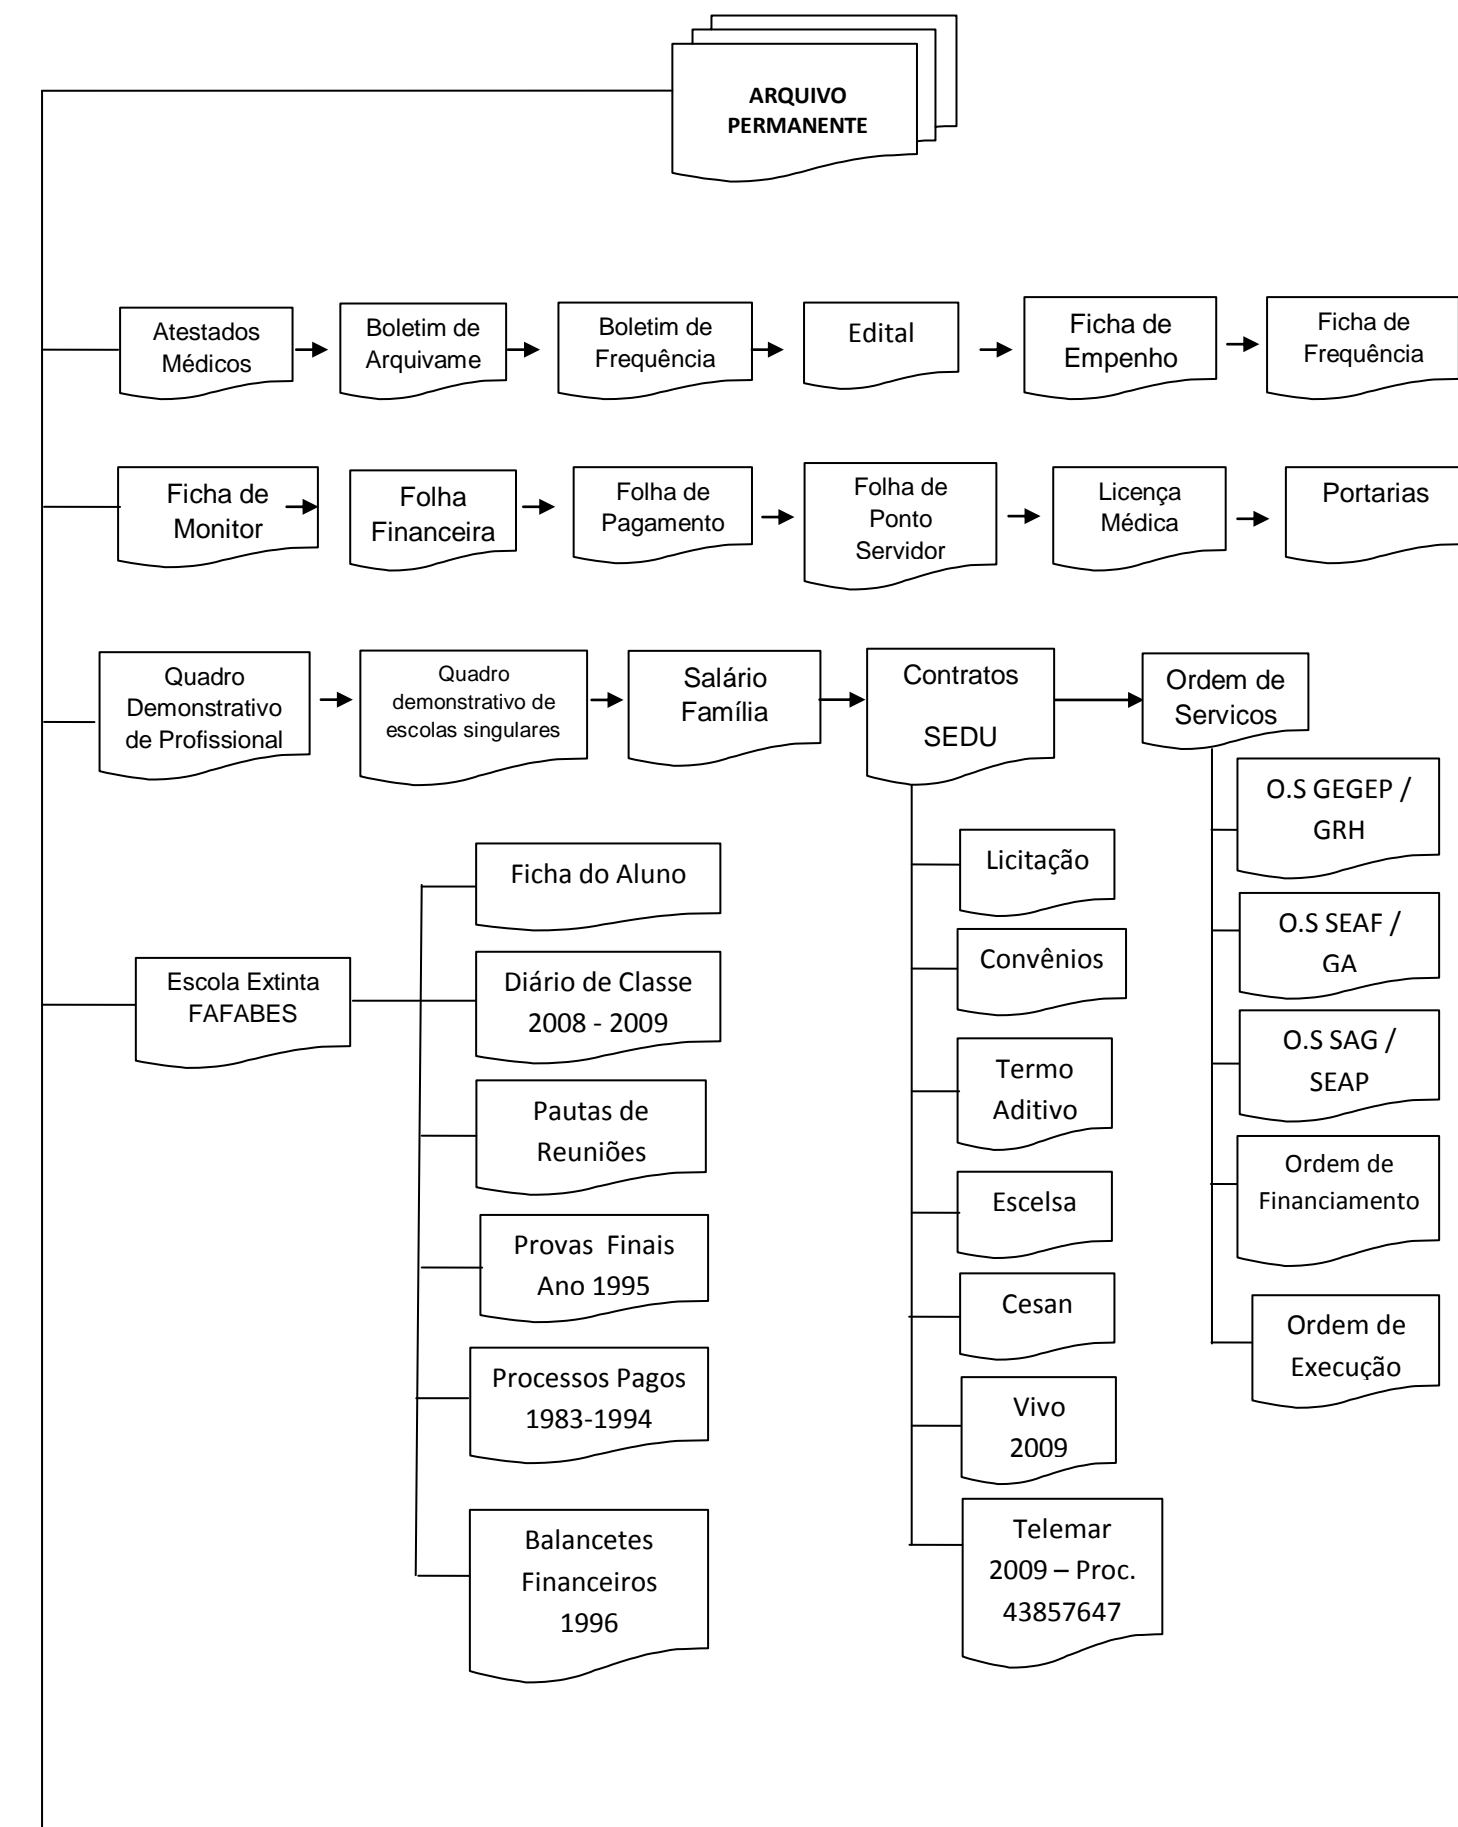 ARQUIVO
PERMANENTE
Atestados
Médicos
Boletim de
Arquivame
Boletim de
Frequência
Edital
Ficha de
Empenho
Ficha de
Frequência
Ficha de
Monitor
Folha
Financeira
Folha de
Pagamento
Folha de
Ponto
Servidor
Licença
Médica
Portarias
Quadro
Demonstrativo
de Profissional
Quadro
demonstrativo de
escolas singulares
Salário
Família
Contratos
SEDU
Ordem de
Servicos
O.S GEGEP /
GRH
O.S SEAF /
GA
O.S SAG /
SEAP
Ordem de
Financiamento
Ordem de
Execução
Licitação
Convênios
Termo
Aditivo
Escelsa
Cesan
Vivo
2009
Telemar
2009 – Proc.
43857647
Escola Extinta
FAFABES
Ficha do Aluno
Diário de Classe
2008 - 2009
Pautas de
Reuniões
Provas  Finais
Ano 1995
Processos Pagos
1983-1994
Balancetes
Financeiros
1996